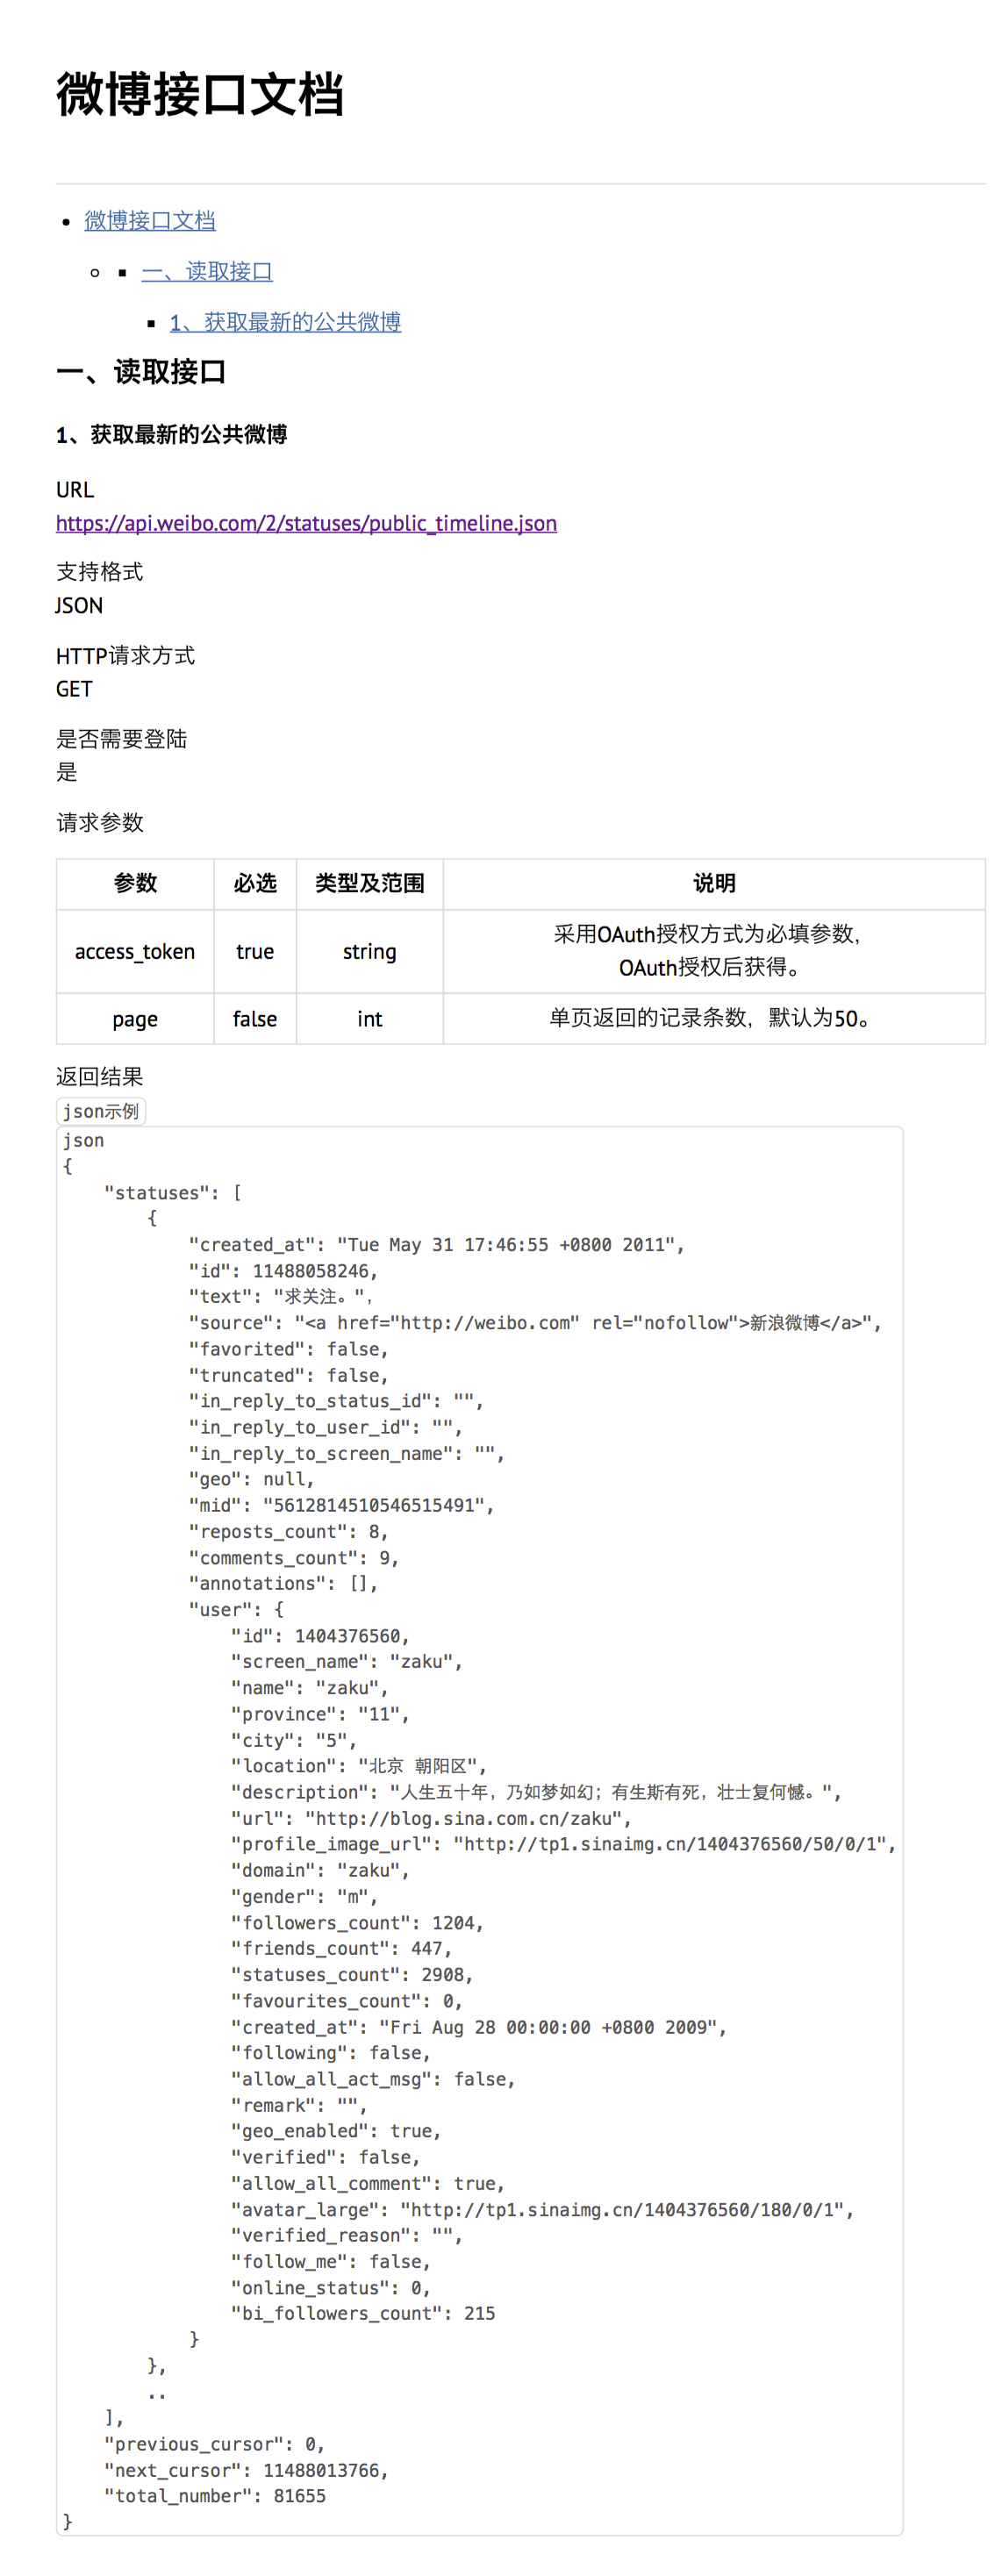 微博接口文档
微博接口文档
一、读取接口
1、获取最新的公共微博
一、读取接口
1、获取最新的公共微博
URL
https://api.weibo.com/2/statuses/public_timeline.json
支持格式
JSON
HTTP请求方式
GET
是否需要登陆
是
请求参数
参数 必选 类型及范围 说明
access_token true string 采用OAuth授权方式为必填参数，
OAuth授权后获得。
page false int 单页返回的记录条数，默认为50。
返回结果
json示例
json
{
    "statuses": [
        {
            "created_at": "Tue May 31 17:46:55 +0800 2011",
            "id": 11488058246,
            "text": "求关注。",
            "source": "<a href="http://weibo.com" rel="nofollow">新浪微博</a>",
            "favorited": false,
            "truncated": false,
            "in_reply_to_status_id": "",
            "in_reply_to_user_id": "",
            "in_reply_to_screen_name": "",
            "geo": null,
            "mid": "5612814510546515491",
            "reposts_count": 8,
            "comments_count": 9,
            "annotations": [],
            "user": {
                "id": 1404376560,
                "screen_name": "zaku",
                "name": "zaku",
                "province": "11",
                "city": "5",
                "location": "北京 朝阳区",
                "description": "人生五十年，乃如梦如幻；有生斯有死，壮士复何憾。",
                "url": "http://blog.sina.com.cn/zaku",
                "profile_image_url": "http://tp1.sinaimg.cn/1404376560/50/0/1",
                "domain": "zaku",
                "gender": "m",
                "followers_count": 1204,
                "friends_count": 447,
                "statuses_count": 2908,
                "favourites_count": 0,
                "created_at": "Fri Aug 28 00:00:00 +0800 2009",
                "following": false,
                "allow_all_act_msg": false,
                "remark": "",
                "geo_enabled": true,
                "verified": false,
                "allow_all_comment": true,
                "avatar_large": "http://tp1.sinaimg.cn/1404376560/180/0/1",
                "verified_reason": "",
                "follow_me": false,
                "online_status": 0,
                "bi_followers_count": 215
            }
        },
        ..
    ],
    "previous_cursor": 0,
    "next_cursor": 11488013766,
    "total_number": 81655
}